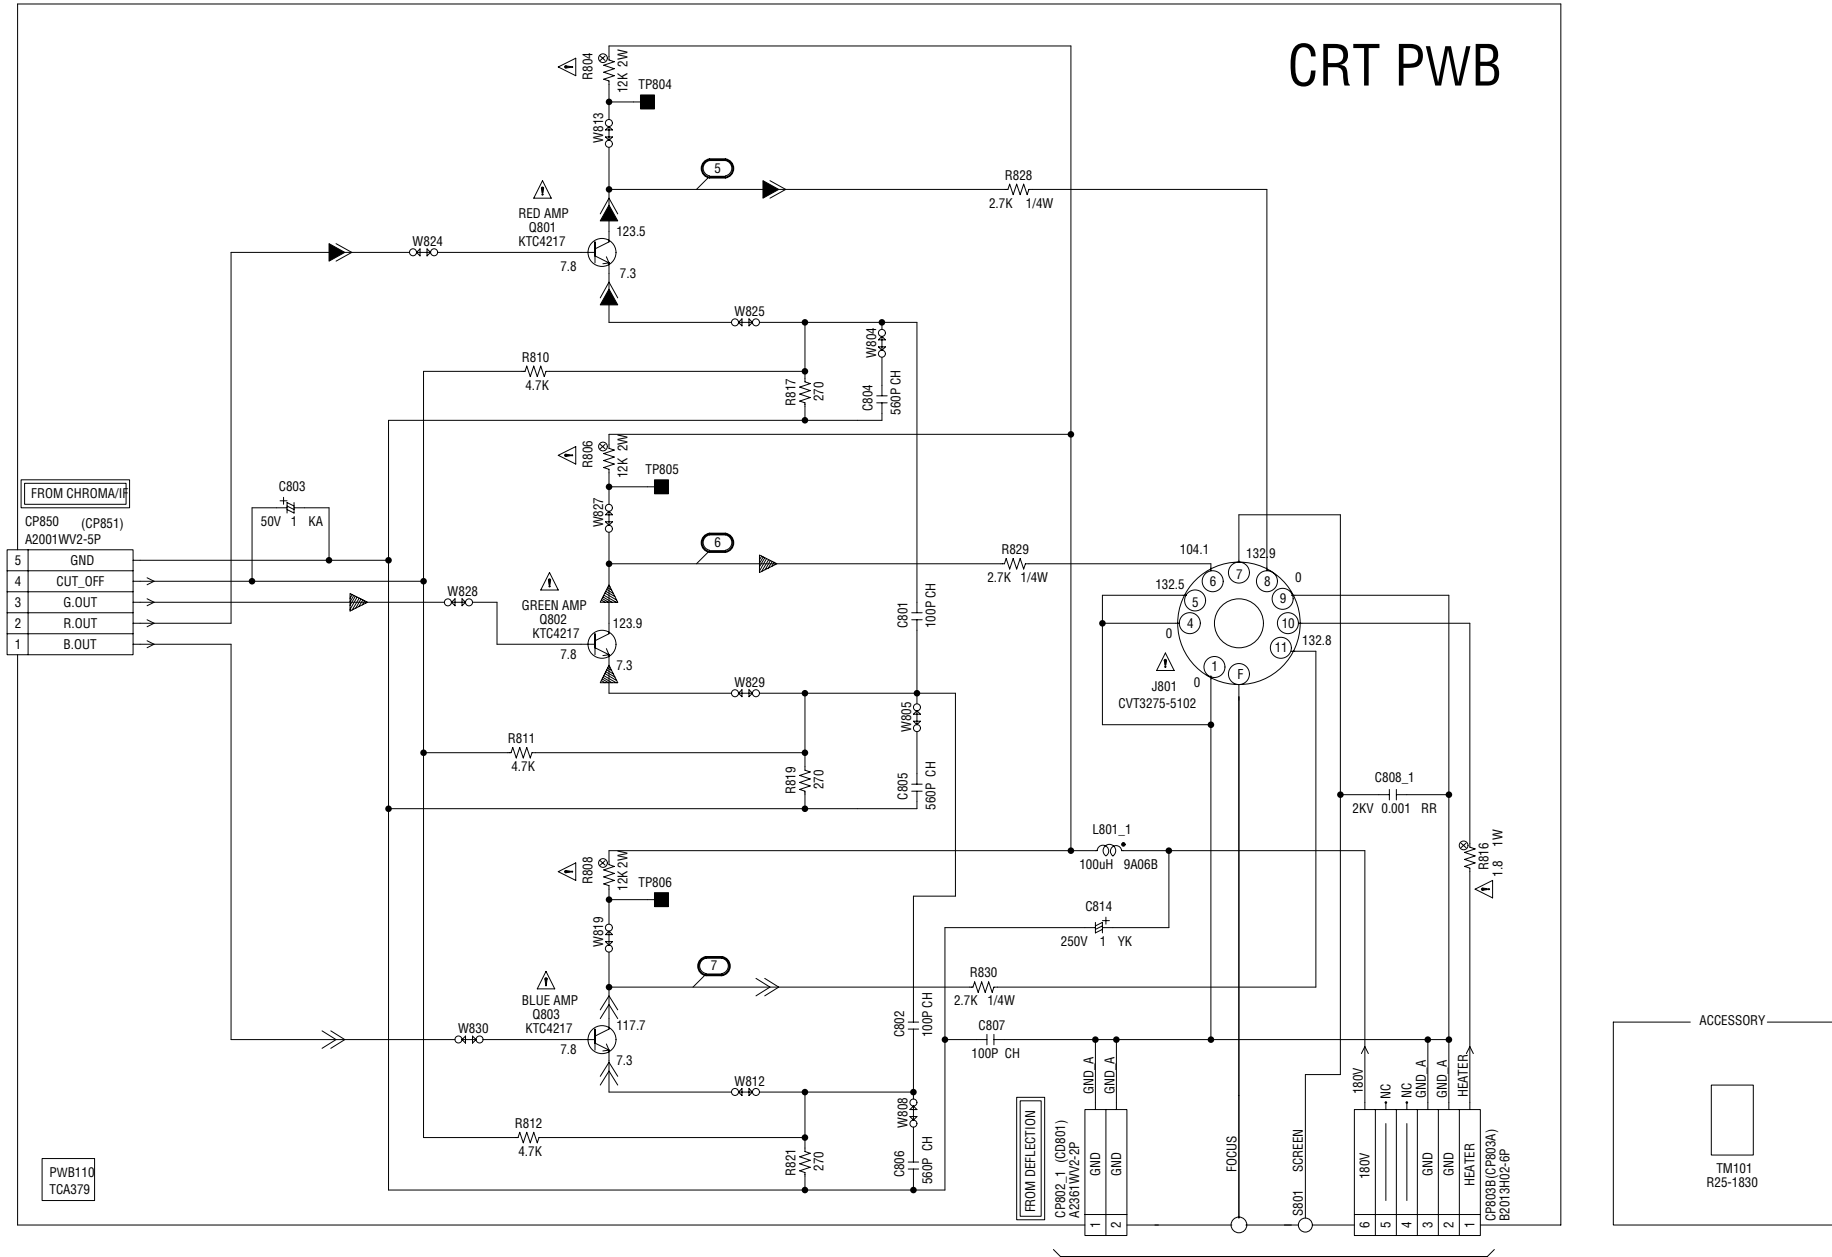 CRT PWB
R804
12K 2W
TP804
W813
5
R828
2.7K 1/4W
RED AMP
Q801
KTC4217
123.5
7.8
7.3
W824
W825
W804
R810
4.7K
R817
270
C804
560P CH
R806
12K 2W
TP805
W827
6
R829
2.7K 1/4W
FROM CHROMA/IF
CP850 (CP851)
A2001WV2-5P
5 GND
4 CUT_OFF
3 G.OUT
2 R.OUT
1 B.OUT
C803
+
50V 1 KA
W828
GREEN AMP
Q802
KTC4217
123.9
7.8
7.3
W829
C801
100P CH
W805
R811
4.7K
R819
270
C805
560P CH
104.1
132.9
132.5
0
0
132.8
0
6
7
8
5
9
4
10
11
1
F
J801
CVT3275-5102
C808_1
2KV 0.001 RR
R816
1.8 1W
L801_1
100uH 9A06B
C814
+
250V 1 YK
R808
12K 2W
TP806
W819
7
R830
2.7K 1/4W
BLUE AMP
Q803
KTC4217
117.7
7.8
7.3
W830
W812
C802
100P CH
C807
100P CH
W808
R812
4.7K
R821
270
C806
560P CH
PWB110
TCA379
FROM DEFLECTION
CP802_1 (CD801)
A2361WV2-2P
GND_A
GND_A
GND
GND
1
2
FOCUS
S801 SCREEN
180V
NC
NC
GND_A
GND_A
HEATER
180V
GND
GND
HEATER
6
5
4
3
2
1
CP803B(CP803A)
B2013H02-6P
ACCESSORY
TM101
R25-1830